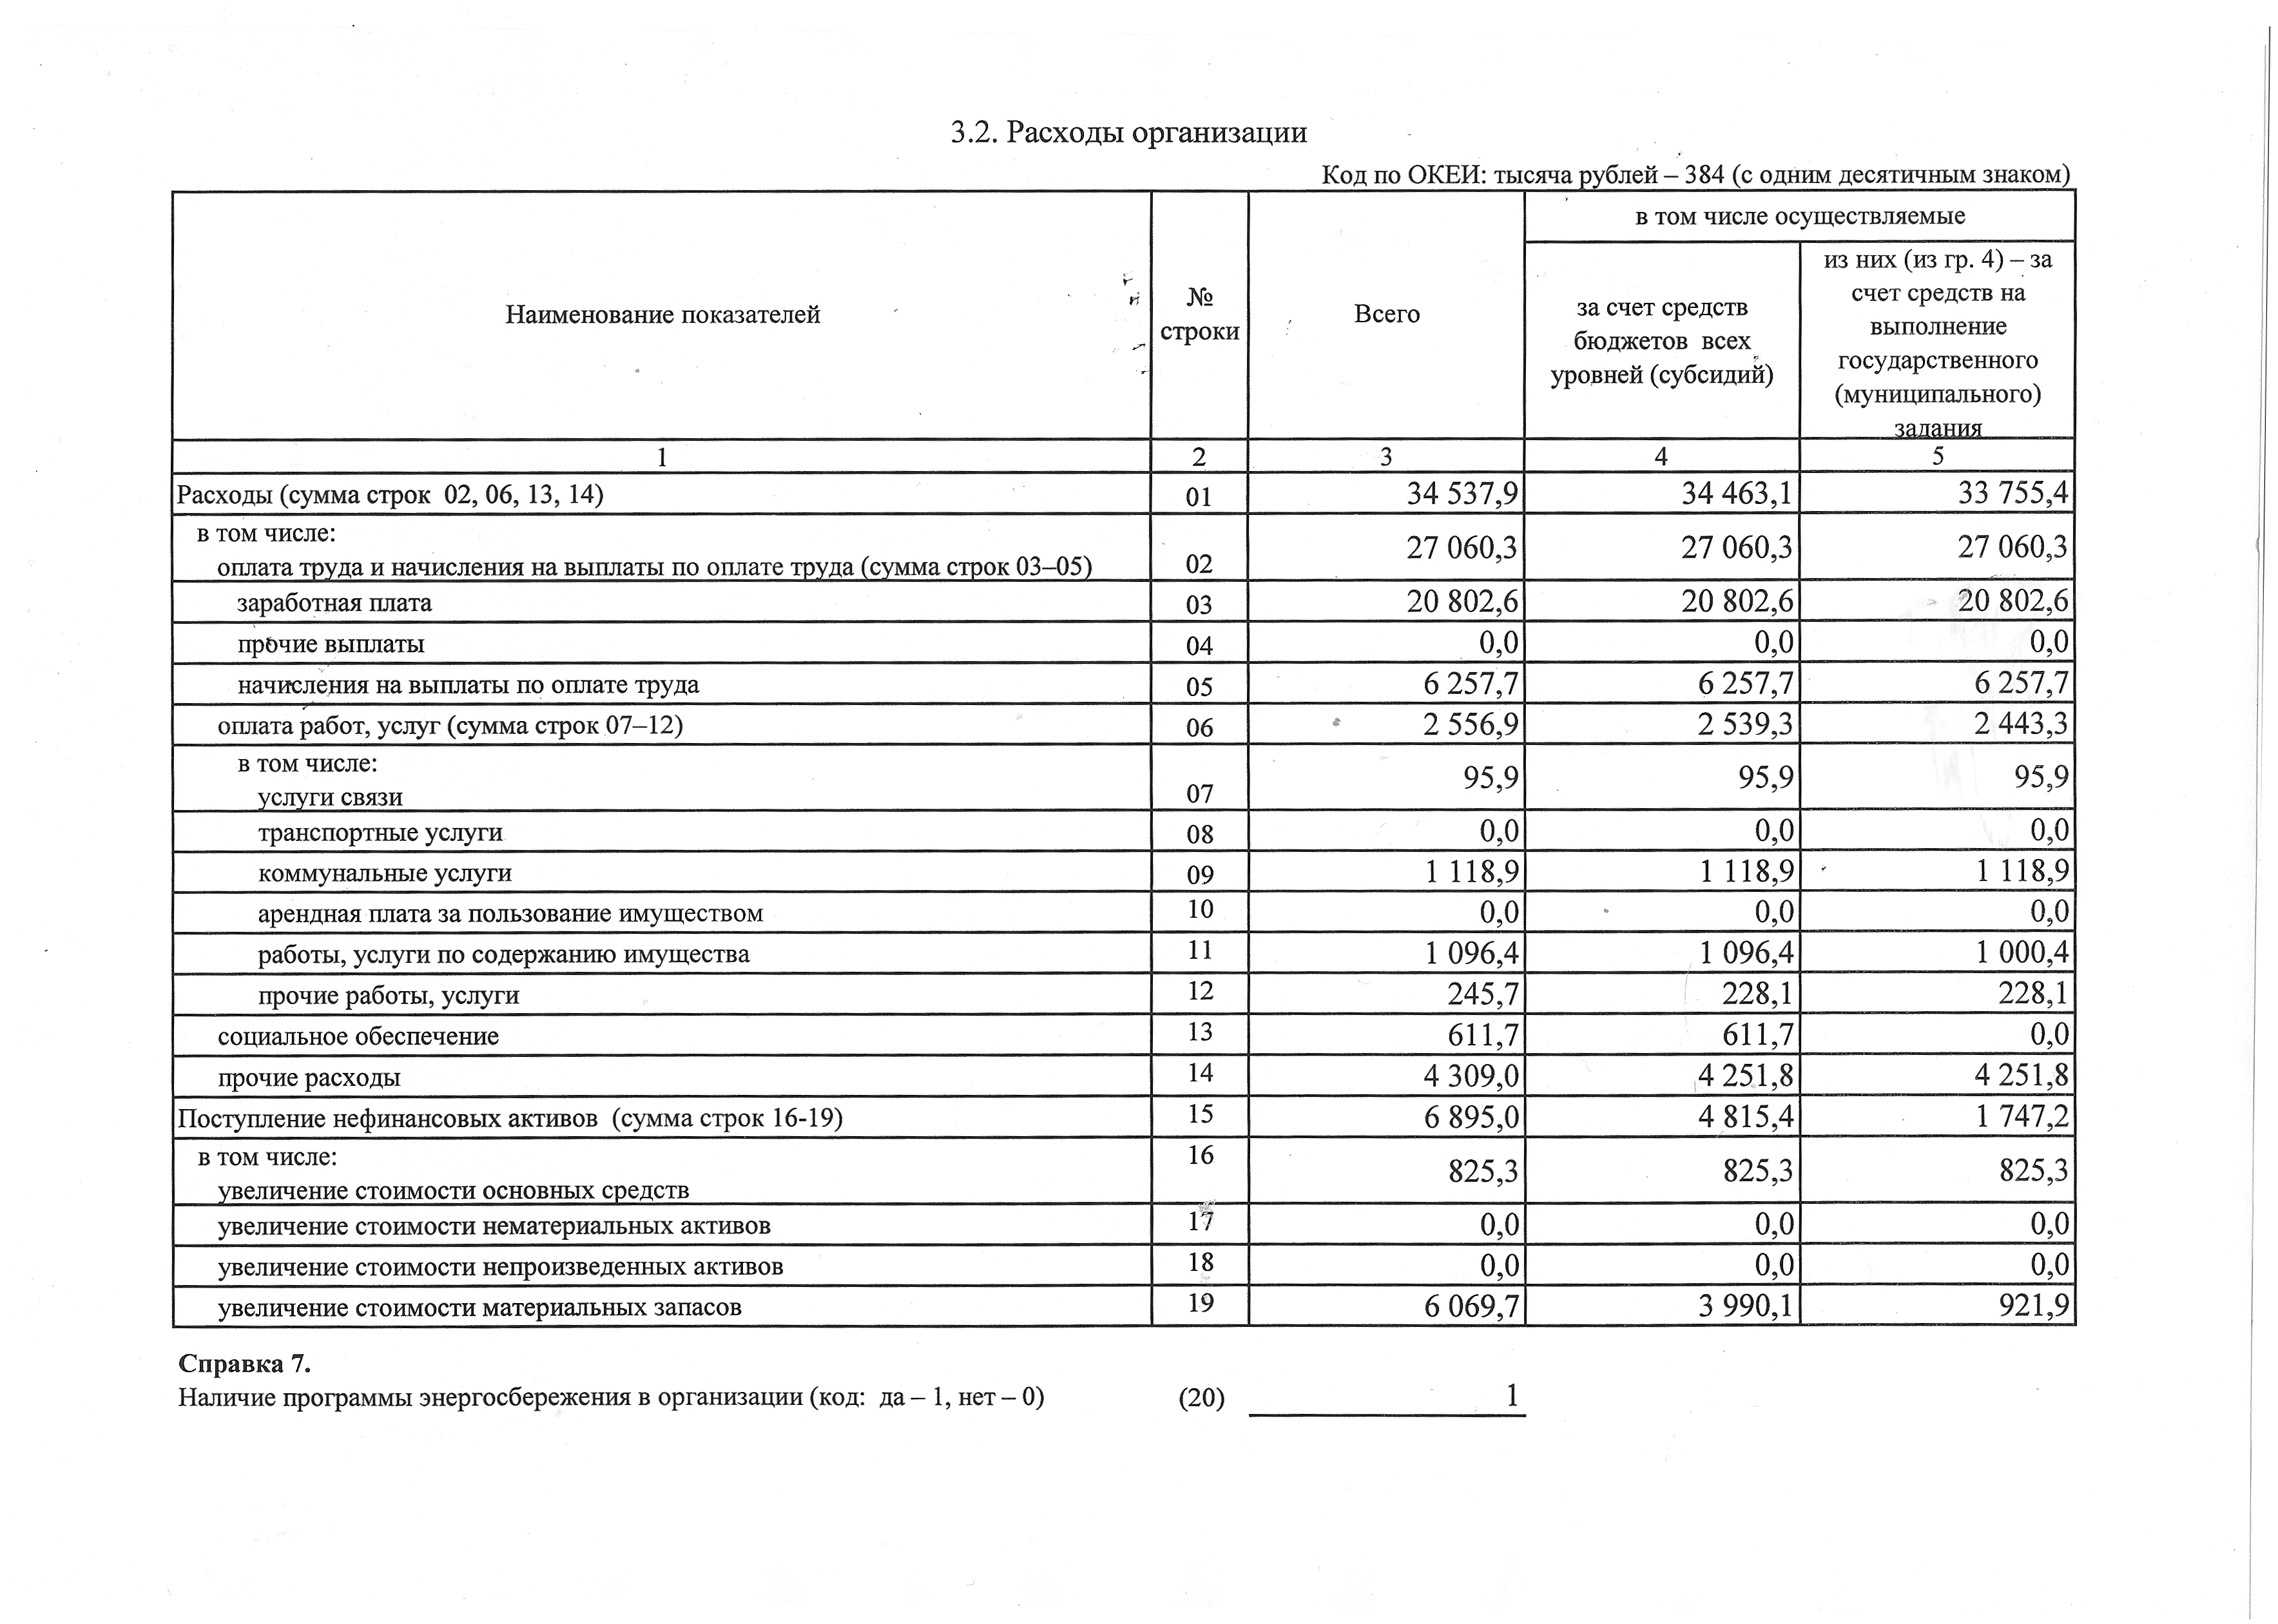 3.2. Расходы организации
Код по ОКЕИ: тысяча рублей – 384 (с одним десятичным знаком)
Наименование показателей
№
строки
Всего
в том числе осуществляемые
за счет средств
бюджетов всех
уровней (субсидий)
из них (из гр. 4) – за
счет средств на
выполнение
государственного
(муниципального)
задания
1 2 3 4 5
Расходы (сумма строк 02, 06, 13, 14) 01 34 537,9 34 463,1 33 755,4
в том числе:
оплата труда и начисления на выплаты по оплате труда (сумма строк 03–05) 02 27 060,3 27 060,3 27 060,3
заработная плата 03 20 802,6 20 802,6 20 802,6
прочие выплаты 04 0,0 0,0 0,0
начисления на выплаты по оплате труда 05 6 257,7 6 257,7 6 257,7
оплата работ, услуг (сумма строк 07–12) 06 2 556,9 2 539,3 2 443,3
в том числе:
услуги связи 07 95,9 95,9 95,9
транспортные услуги 08 0,0 0,0 0,0
коммунальные услуги 09 1 118,9 1 118,9 1 118,9
арендная плата за пользование имуществом 10 0,0 0,0 0,0
работы, услуги по содержанию имущества 11 1 096,4 1 096,4 1 000,4
прочие работы, услуги 12 245,7 228,1 228,1
социальное обеспечение 13 611,7 611,7 0,0
прочие расходы 14 4 309,0 4 251,8 4 251,8
Поступление нефинансовых активов (сумма строк 16-19) 15 6 895,0 4 815,4 1 747,2
в том числе:
увеличение стоимости основных средств 16 825,3 825,3 825,3
увеличение стоимости нематериальных активов 17 0,0 0,0 0,0
увеличение стоимости непроизведенных активов 18 0,0 0,0 0,0
увеличение стоимости материальных запасов 19 6 069,7 3 990,1 921,9
Справка 7.
Наличие программы энергосбережения в организации (код: да – 1, нет – 0) (20) 1